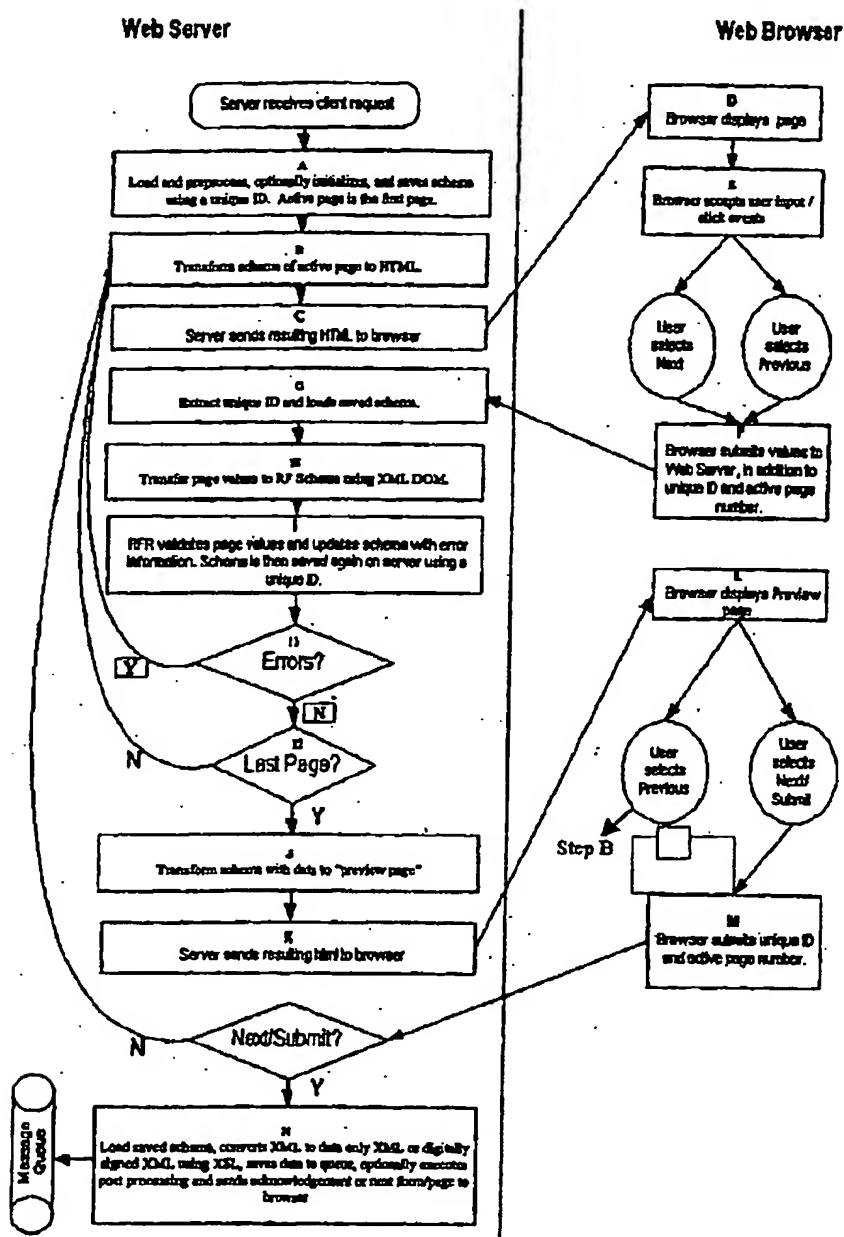 Web Server
Server receives client request
A
Load and preprocess, optionally initializes, and saves schema
using a unique ID. Active page is the first page.
B
Transform schema of active page to HTML.
C
Server sends resulting HTML to browser
G
Extract unique ID and loads saved schema.
H
Transfer page values to RF Schema using XML DOM.
I
RFR validates page values and updates schema with error
information. Schema is then saved again on server using a
unique ID.
Errors?
Y
N
Last Page?
N
Y
J
Transform schema with data to "preview page"
K
Server sends resulting html to browser
Next/Submit?
N
Y
N
Load saved schema, converts XML to data only XML or digitally
signed XML using XSL, saves data to queue, optionally executes
post processing and sends acknowledgement or next form/page to
browser
Message
Queue
Web Browser
D
Browser displays page
E
Browser accepts user input /
click events
User
selects
Next
User
selects
Previous
F
Browser submits values to
Web Server, in addition to
unique ID and active page
number.
L
Browser displays Preview
page
User
selects
Previous
User
selects
Next/
Submit
Step B
M
Browser submits unique ID
and active page number.